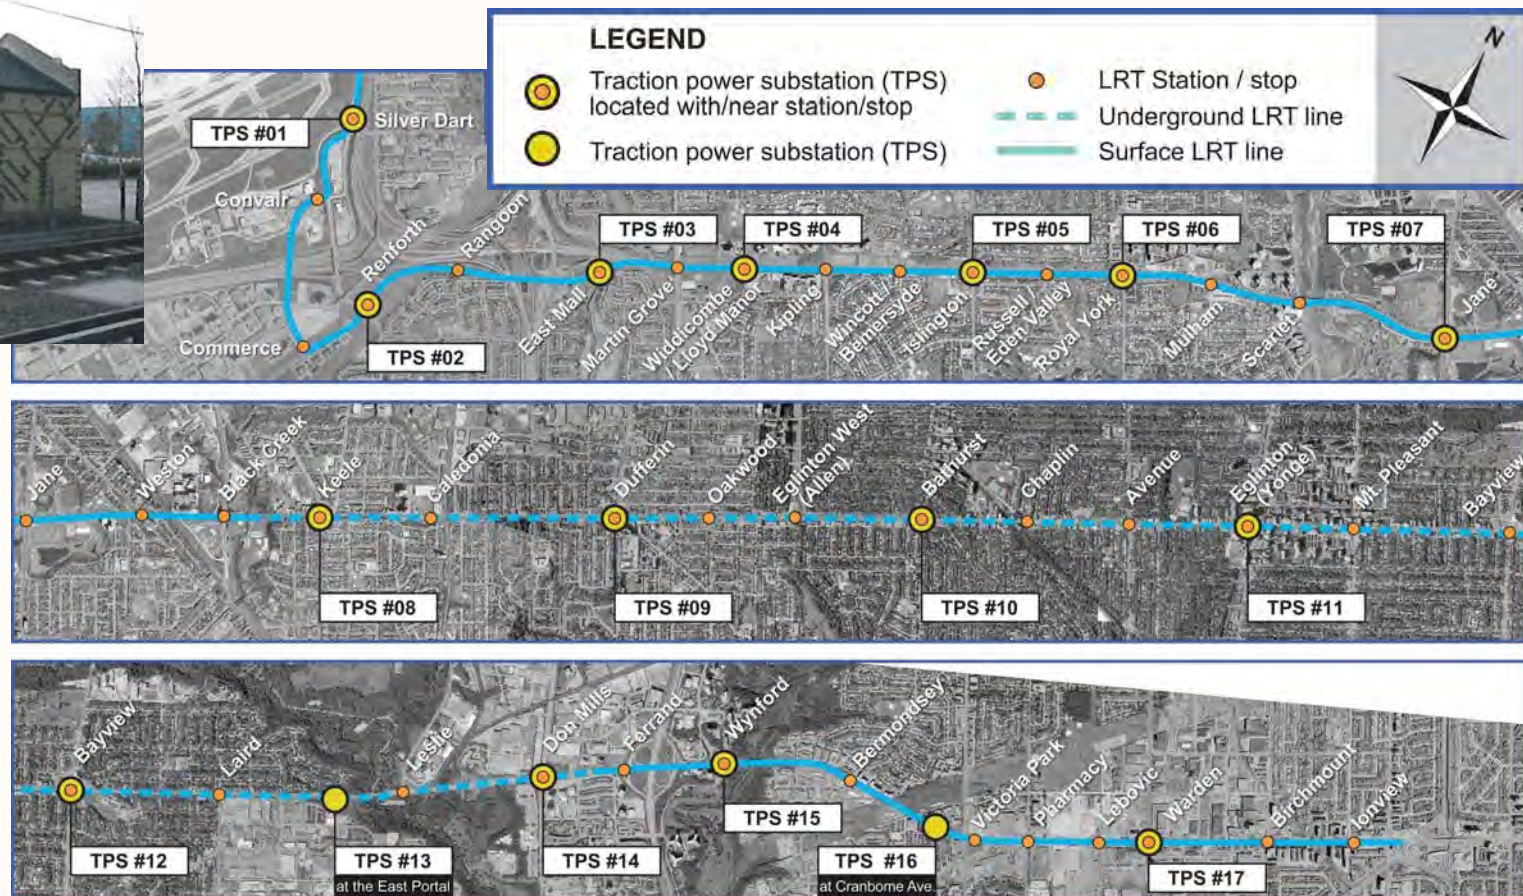 LEGEND
Traction power substation (TPS)
located with/near station/stop
Traction power substation (TPS)
LRT Station / stop
Underground LRT line
Surface LRT line
N
TPS #01
Silver Dart
Convair
Renforth
Rangoon
Commerce
TPS #02
TPS #03
TPS #04
TPS #05
TPS #06
TPS #07
East Mall
Martin Grove
Widdicombe
/ Lloyd Manor
Kipling
Wincott /
Bemersyde
Islington
Russell /
Eden Valley
Royal York
Mulham
Scarlett
Jane
Jane
Weston
Black Creek
Keele
Caledonia
Dufferin
Oakwood
Eglinton West
(Allen)
Bathurst
Chaplin
Avenue
Eglinton
(Yonge)
Mt. Pleasant
Bayview
TPS #08
TPS #09
TPS #10
TPS #11
Bayview
Laird
Leslie
Don Mills
Ferrand
Wynford
Bermondsey
Victoria Park
Pharmacy
Lebovic
Warden
Birchmount
Ionview
TPS #12
TPS #13
at the East Portal
TPS #14
TPS #15
TPS #16
at Cranborne Ave.
TPS #17